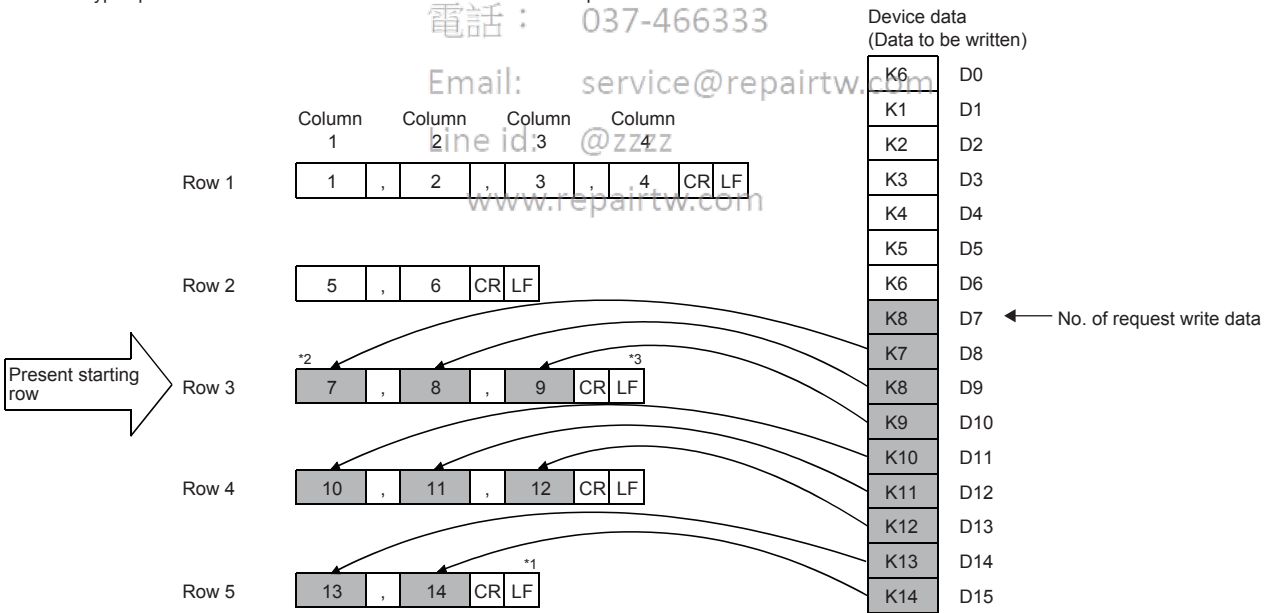 電話： 037-466333
Email: service@repairtw.com
Line id: @zzzz
www.repairtw.com
Device data
(Data to be written)
Column 1 Column 2 Column 3 Column 4
Row 1 1 , 2 , 3 , 4 CR LF
Row 2 5 , 6 CR LF
Present starting row
*2 *3
Row 3 7 , 8 , 9 CR LF
Row 4 10 , 11 , 12 CR LF
*1
Row 5 13 , 14 CR LF
K6 D0
K1 D1
K2 D2
K3 D3
K4 D4
K5 D5
K6 D6
K8 D7 No. of request write data
K7 D8
K8 D9
K9 D10
K10 D11
K11 D12
K12 D13
K13 D14
K14 D15